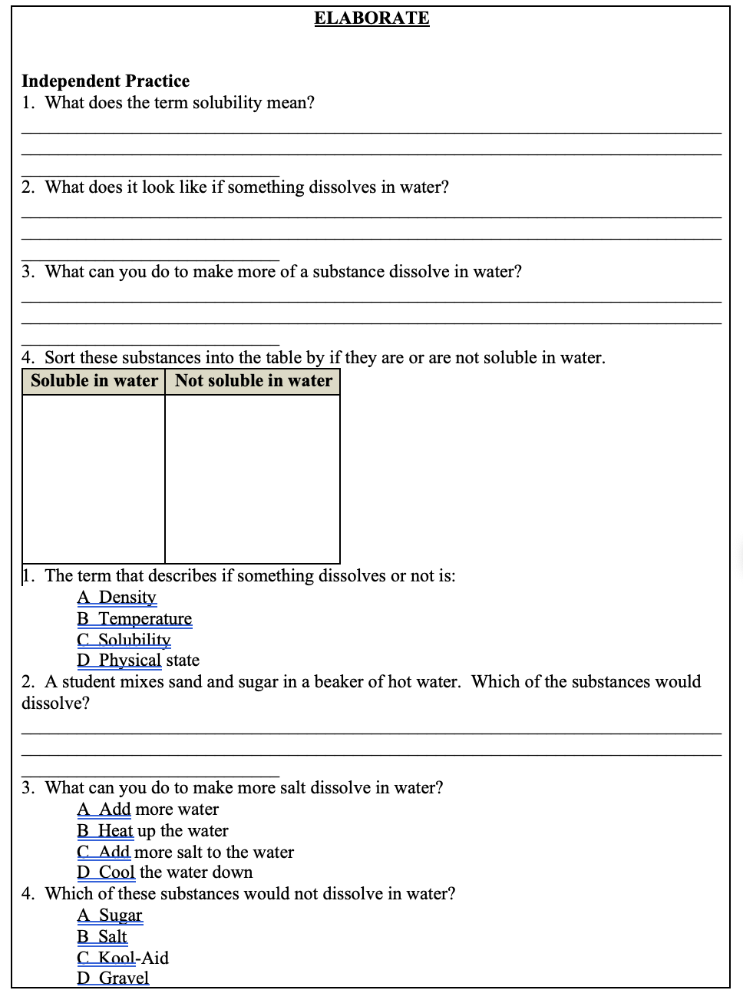 ELABORATE
Independent Practice
1. What does the term solubility mean?
2. What does it look like if something dissolves in water?
3. What can you do to make more of a substance dissolve in water?
4. Sort these substances into the table by if they are or are not soluble in water.
Soluble in water Not soluble in water
1. The term that describes if something dissolves or not is:
A Density
B Temperature
C Solubility
D Physical state
2. A student mixes sand and sugar in a beaker of hot water. Which of the substances would
dissolve?
3. What can you do to make more salt dissolve in water?
A Add more water
B Heat up the water
C Add more salt to the water
D Cool the water down
4. Which of these substances would not dissolve in water?
A Sugar
B Salt
C Kool-Aid
D Gravel